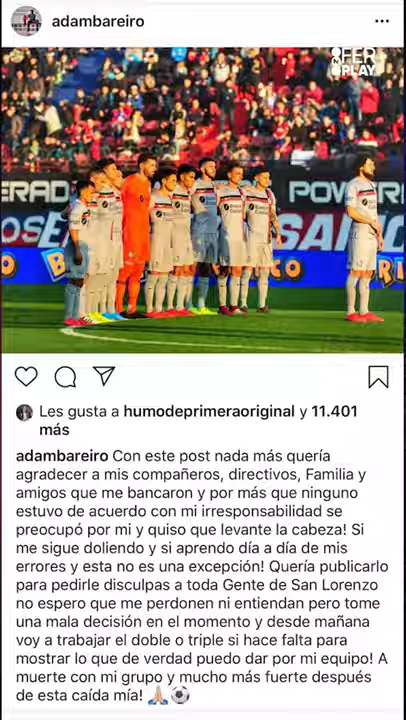 adambareiro
FER
PLAY
POWERADE
POWER
OS
SAN
Les gusta a humodeprimeraoriginal y 11.401
más
adambareiro Con este post nada más quería
agradecer a mis compañeros, directivos, Familia y
amigos que me bancaron y por más que ninguno
estuvo de acuerdo con mi irresponsabilidad se
preocupó por mi y quiso que levante la cabeza! Si
me sigue doliendo y si aprendo día a día de mis
errores y esta no es una excepción! Quería publicarlo
para pedirle disculpas a toda Gente de San Lorenzo
no espero que me perdonen ni entiendan pero tome
una mala decisión en el momento y desde mañana
voy a trabajar el doble o triple si hace falta para
mostrar lo que de verdad puedo dar por mi equipo! A
muerte con mi grupo y mucho más fuerte después
de esta caída mía! 🙏🏼⚽